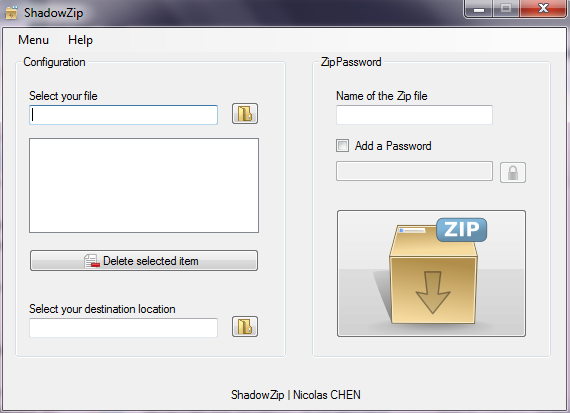 ShadowZip
Menu Help
Configuration
Select your file
Delete selected item
Select your destination location
ZipPassword
Name of the Zip file
Add a Password
ZIP
ShadowZip | Nicolas CHEN